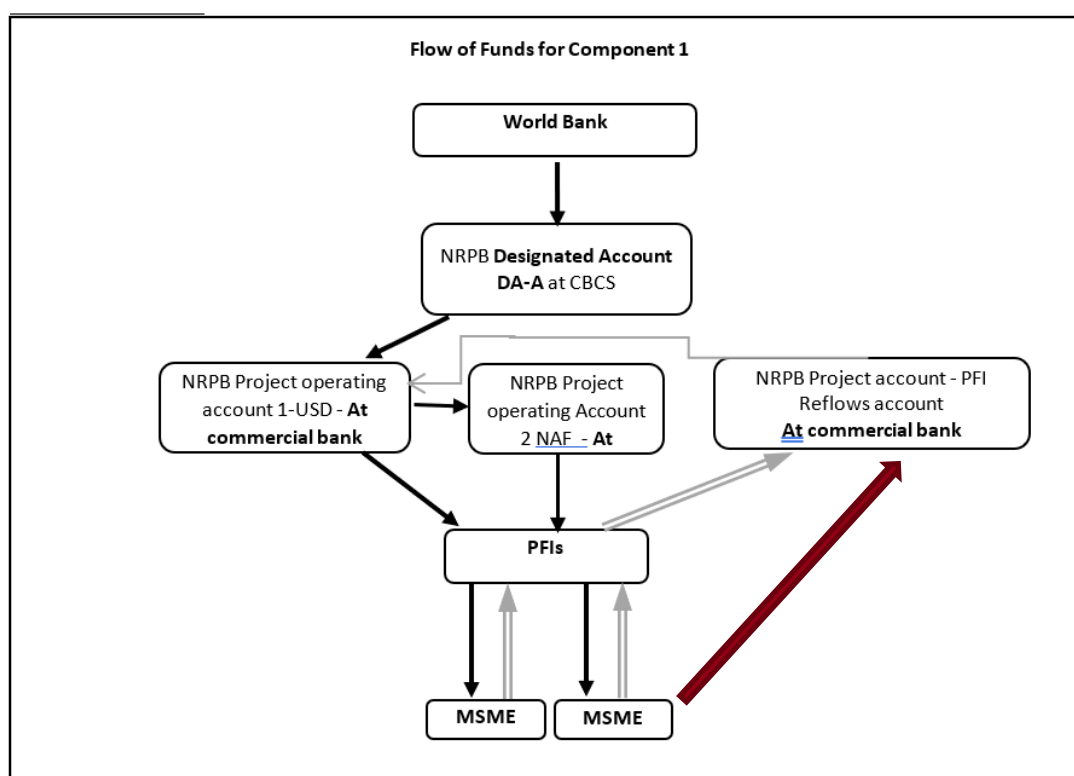 Flow of Funds for Component 1
World Bank
NRPB Designated Account
DA-A at CBCS
NRPB Project operating
account 1-USD - At
commercial bank
NRPB Project
operating Account
2 NAF - At
NRPB Project account - PFI
Reflows account
At commercial bank
PFIs
MSME
MSME